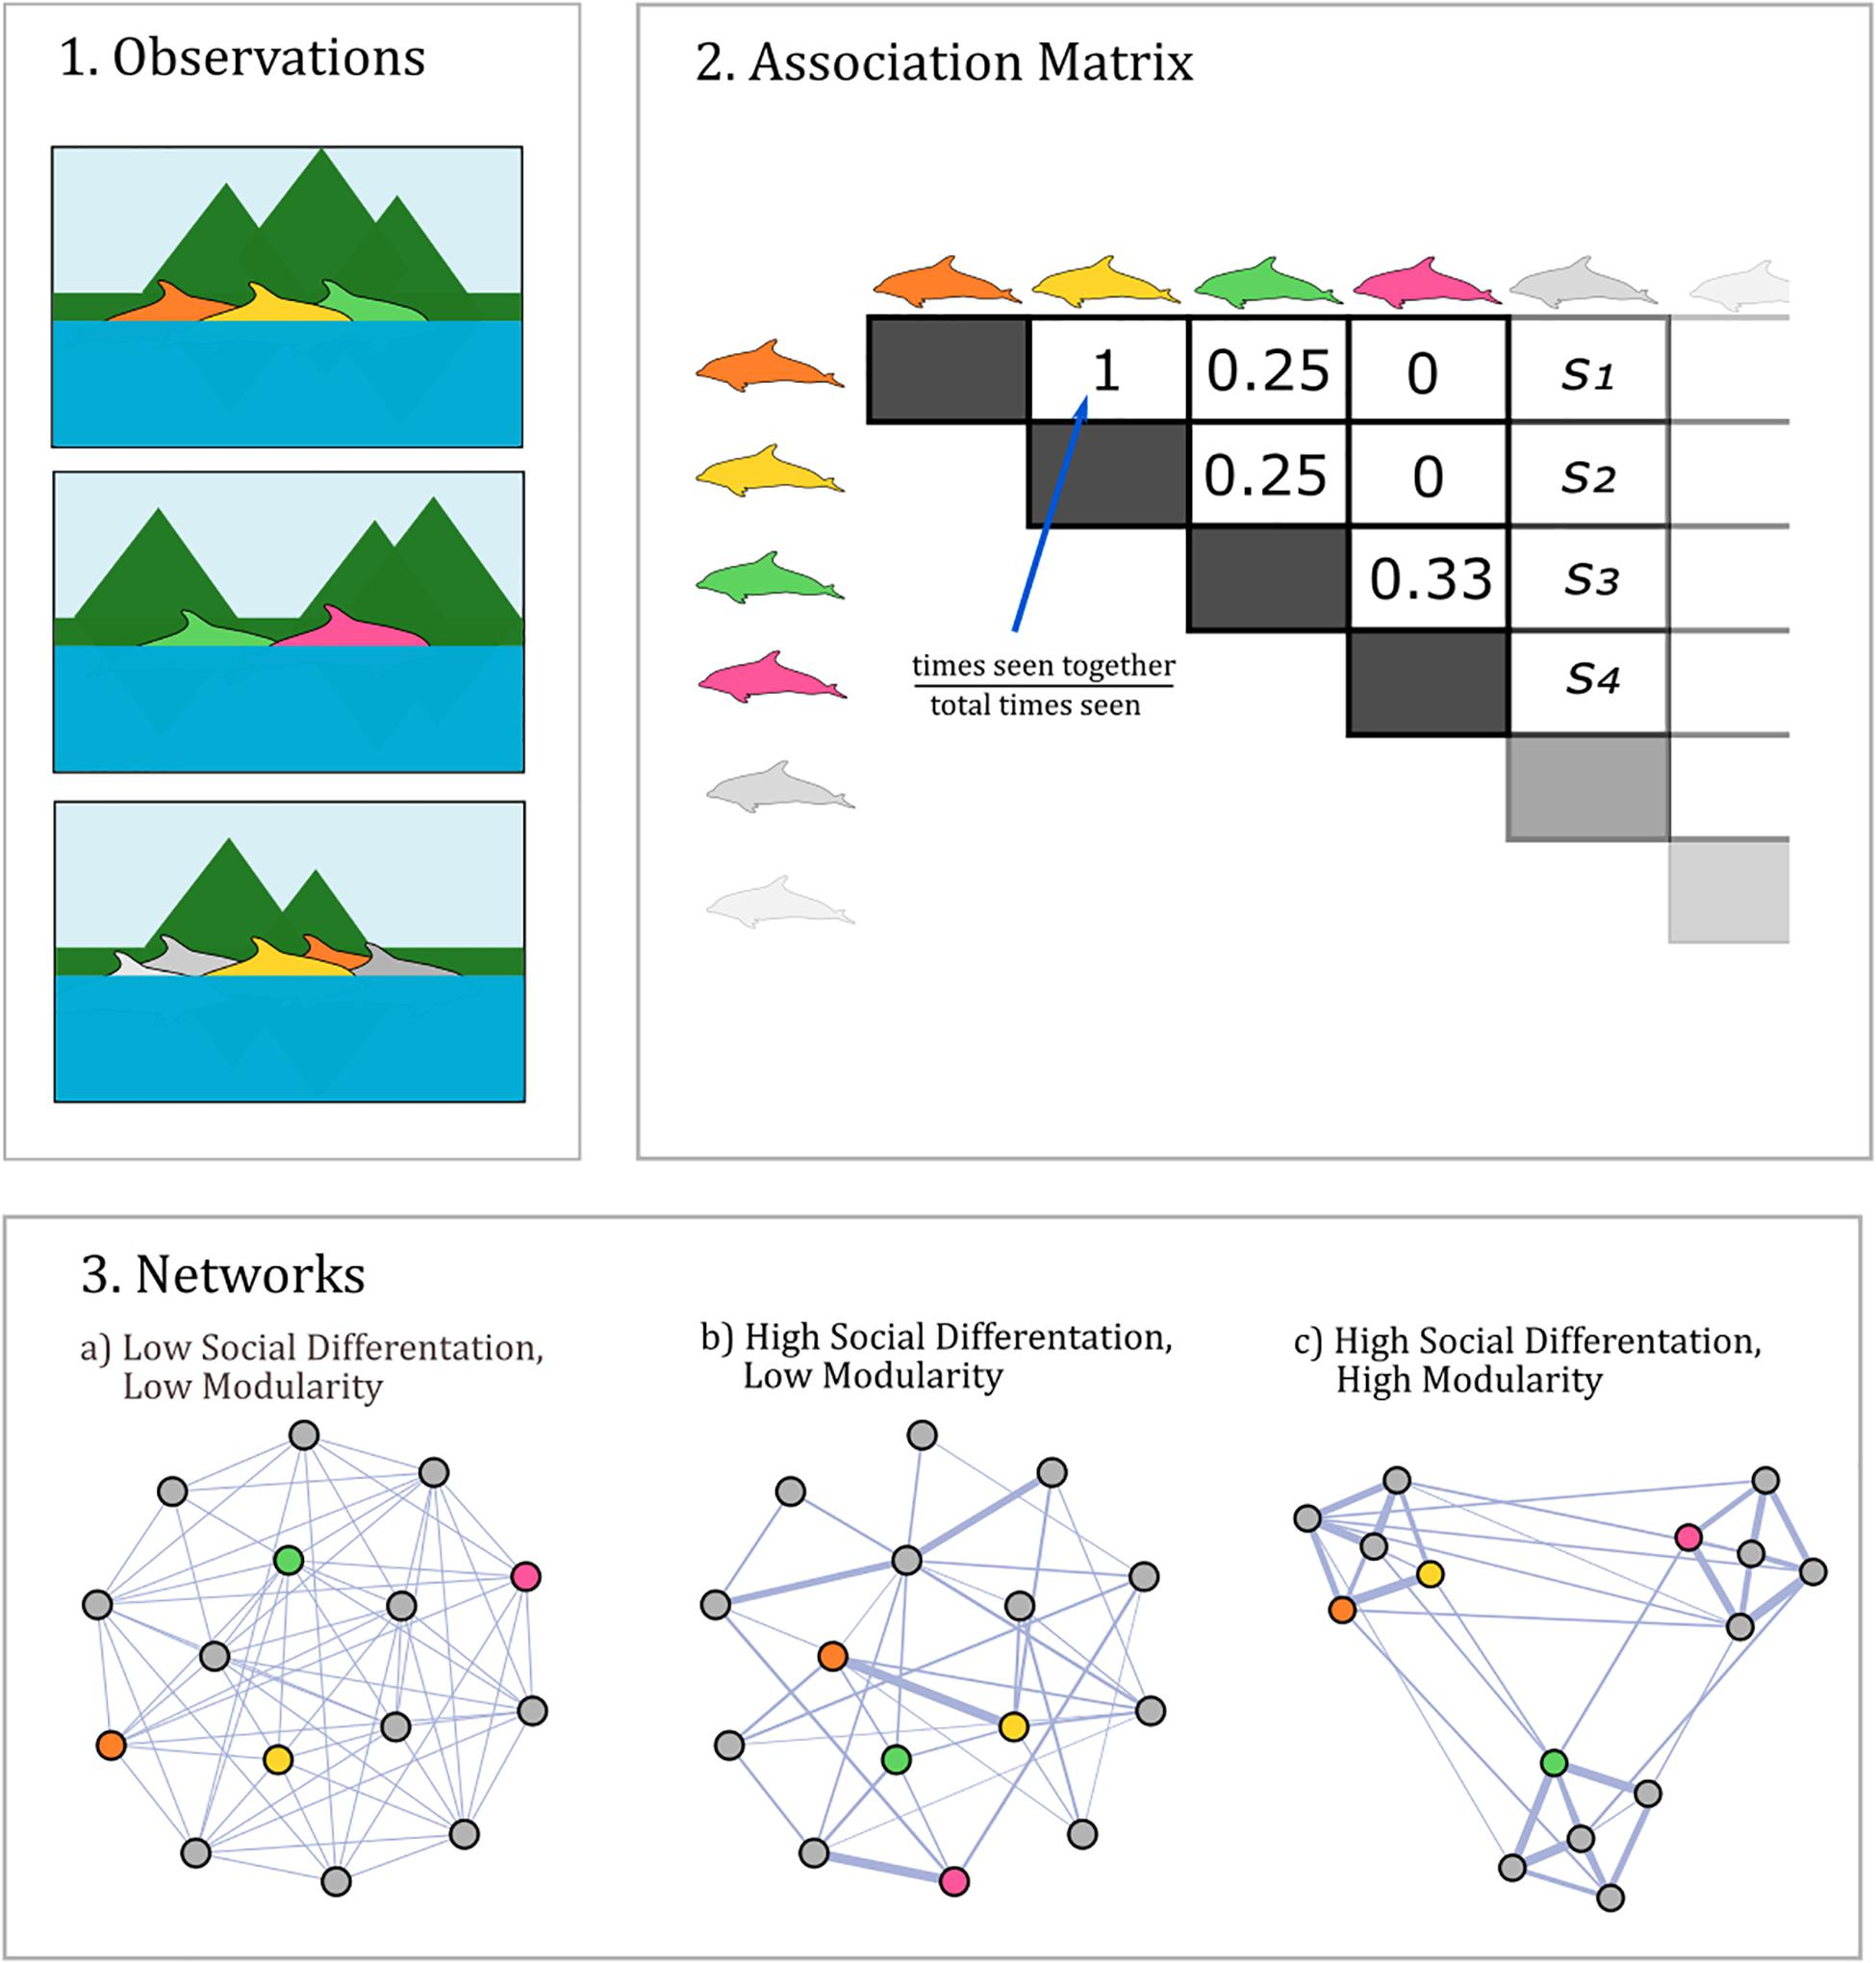 1. Observations
2. Association Matrix
1 0.25 0 S1
0.25 0 S2
0.33 S3
S4
times seen together
total times seen
3. Networks
a) Low Social Differentation,
Low Modularity
b) High Social Differentation,
Low Modularity
c) High Social Differentation,
High Modularity